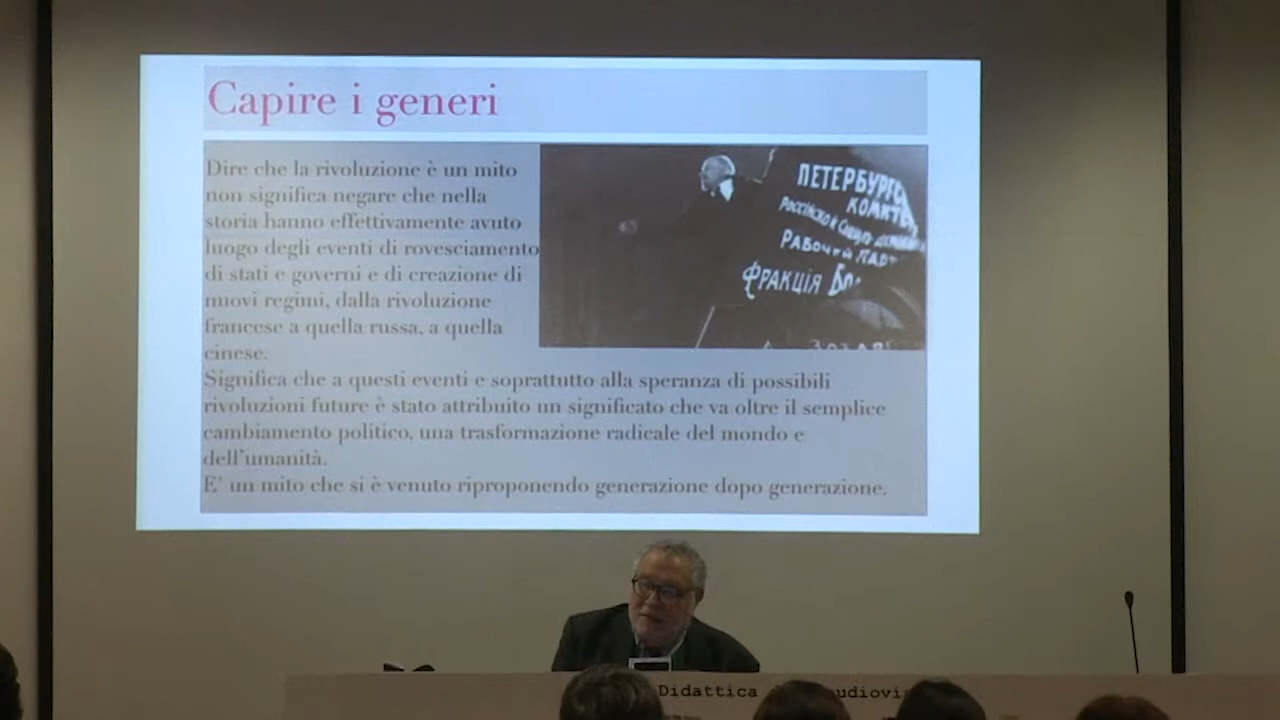 Capire i generi
Dire che la rivoluzione è un mito
non significa negare che nella
storia hanno effettivamente avuto
luogo degli eventi di rovesciamento
di stati e governi e di creazione di
nuovi regimi, dalla rivoluzione
francese a quella russa, a quella
cinese.
Significa che a questi eventi e soprattutto alla speranza di possibili
rivoluzioni future è stato attribuito un significato che va oltre il semplice
cambiamento politico, una trasformazione radicale del mondo e
dell'umanità.
E' un mito che si è venuto riproponendo generazione dopo generazione.
ПЕТЕРБУРГС
КОМИТЕ
РАБОЧЕЙ ПАР
ФРАКЦІЯ БО
Didattica